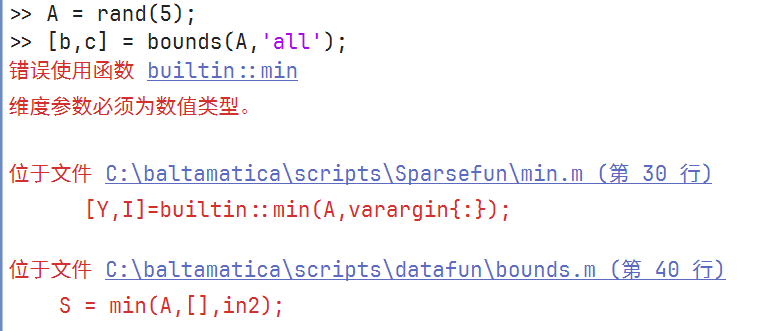 >> A = rand(5);
>> [b,c] = bounds(A,'all');
错误使用函数 builtin::min
维度参数必须为数值类型。
位于文件 C:\baltamatica\scripts\Sparsefun\min.m (第 30 行)
[Y,I]=builtin::min(A,varargin{:});
位于文件 C:\baltamatica\scripts\datafun\bounds.m (第 40 行)
S = min(A,[],in2);